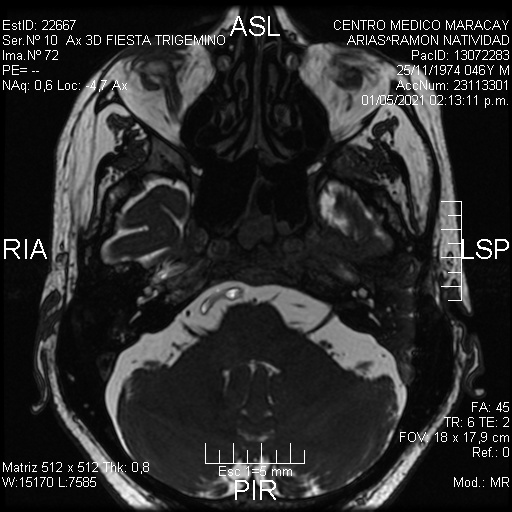 EstID: 22667
Ser.Nº 10 Ax 3D FIESTA TRIGEMINO
Ima.Nº 72
PE= --
NAq: 0,6 Loc: -4,7 Ax
ASL
CENTRO MEDICO MARACAY
ARIAS^RAMON NATIVIDAD
PacID: 13072283
25/11/1974 046Y M
AccNum: 23113301
01/05/2021 02:13:11 p.m.
RIA
LSP
Matriz 512 x 512 Thk: 0,8
W:15170 L:7585
Esc 1=5 mm
PIR
FA: 45
TR: 6 TE: 2
FOV: 18 x 17,9 cm
Ref.: 0
Mod.: MR